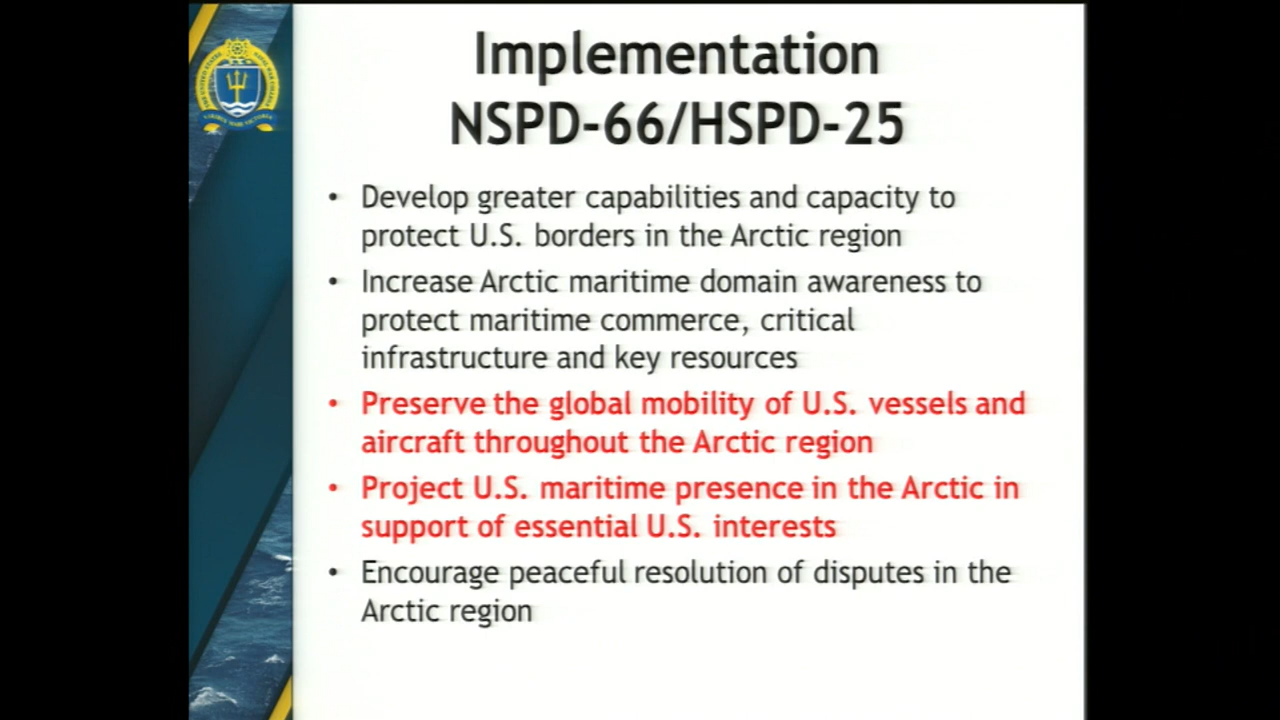 Implementation
NSPD-66/HSPD-25
• Develop greater capabilities and capacity to
protect U.S. borders in the Arctic region
• Increase Arctic maritime domain awareness to
protect maritime commerce, critical
infrastructure and key resources
• Preserve the global mobility of U.S. vessels and
aircraft throughout the Arctic region
• Project U.S. maritime presence in the Arctic in
support of essential U.S. interests
• Encourage peaceful resolution of disputes in the
Arctic region